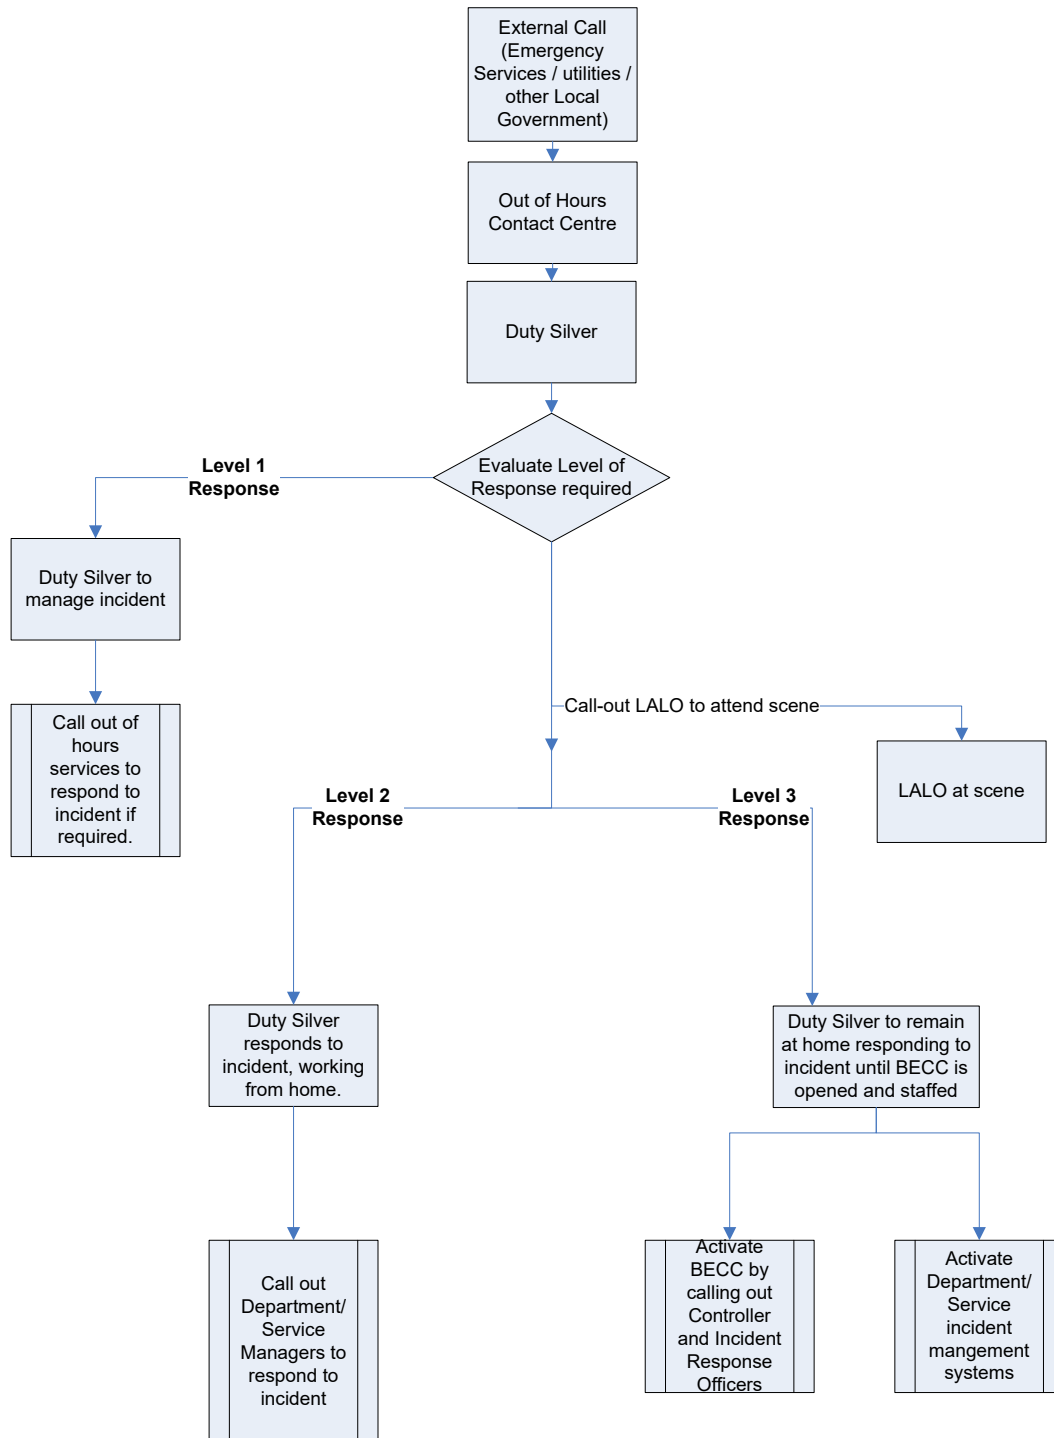 External Call
(Emergency
Services / utilities /
other Local
Government)
Out of Hours
Contact Centre
Duty Silver
Evaluate Level of
Response required
Level 1
Response
Duty Silver to
manage incident
Call out of
hours
services to
respond to
incident if
required.
Call-out LALO to attend scene
LALO at scene
Level 2
Response
Level 3
Response
Duty Silver
responds to
incident, working
from home.
Duty Silver to remain
at home responding to
incident until BECC is
opened and staffed
Call out
Department/
Service
Managers to
respond to
incident
Activate
BECC by
calling out
Controller
and Incident
Response
Officers
Activate
Department/
Service
incident
mangement
systems